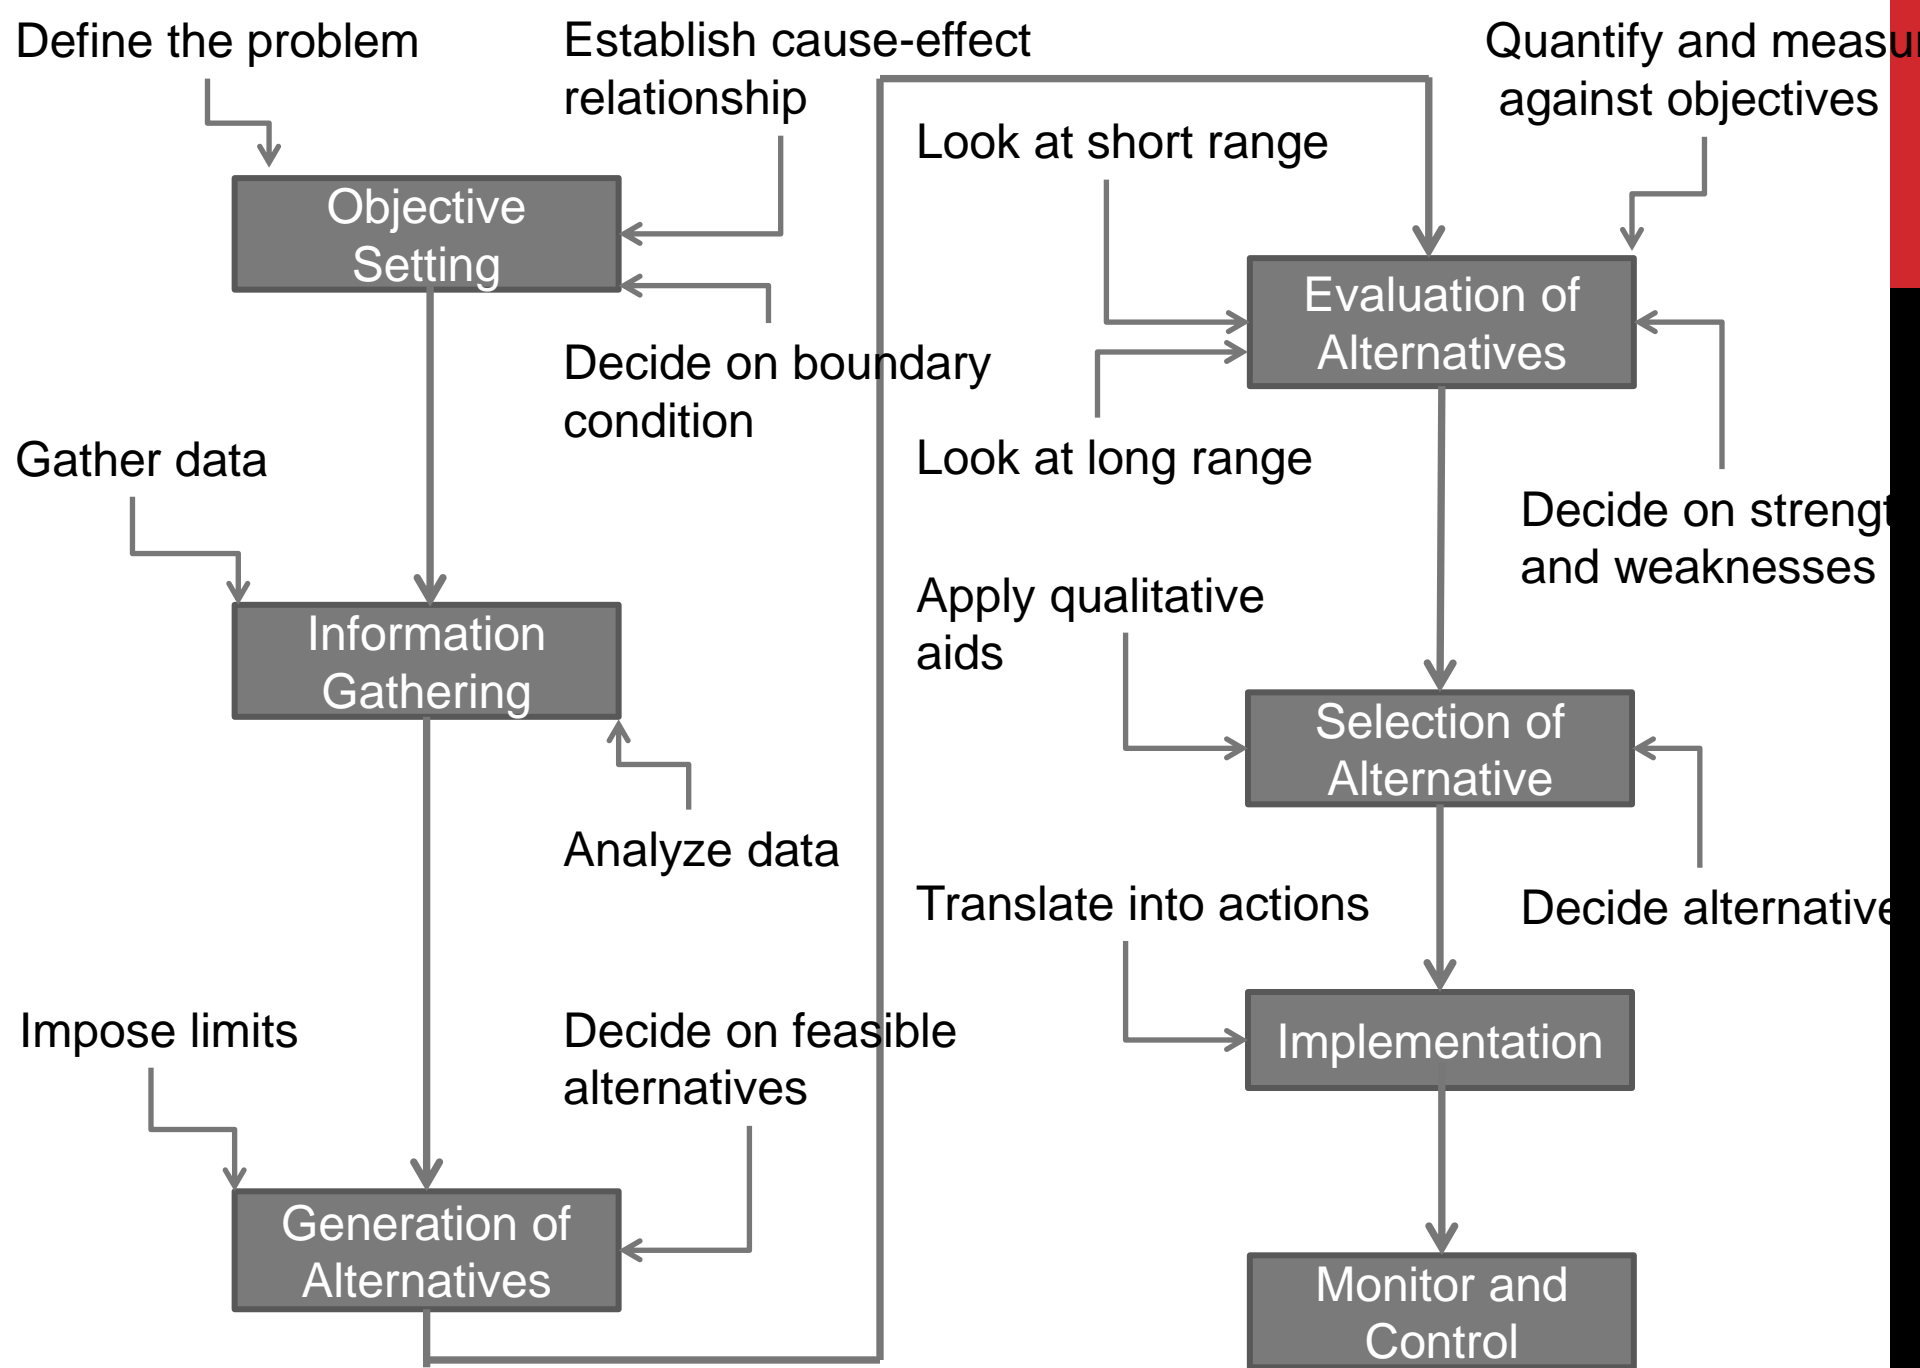 Define the problem
Establish cause-effect
relationship
Objective
Setting
Decide on boundary
condition
Gather data
Information
Gathering
Analyze data
Impose limits
Decide on feasible
alternatives
Generation of
Alternatives
Quantify and
against objectives
Look at short range
Evaluation of
Alternatives
Look at long range
Decide on
and weaknesses
Apply qualitative
aids
Selection of
Alternative
Decide alternative
Translate into actions
Implementation
Monitor and
Control